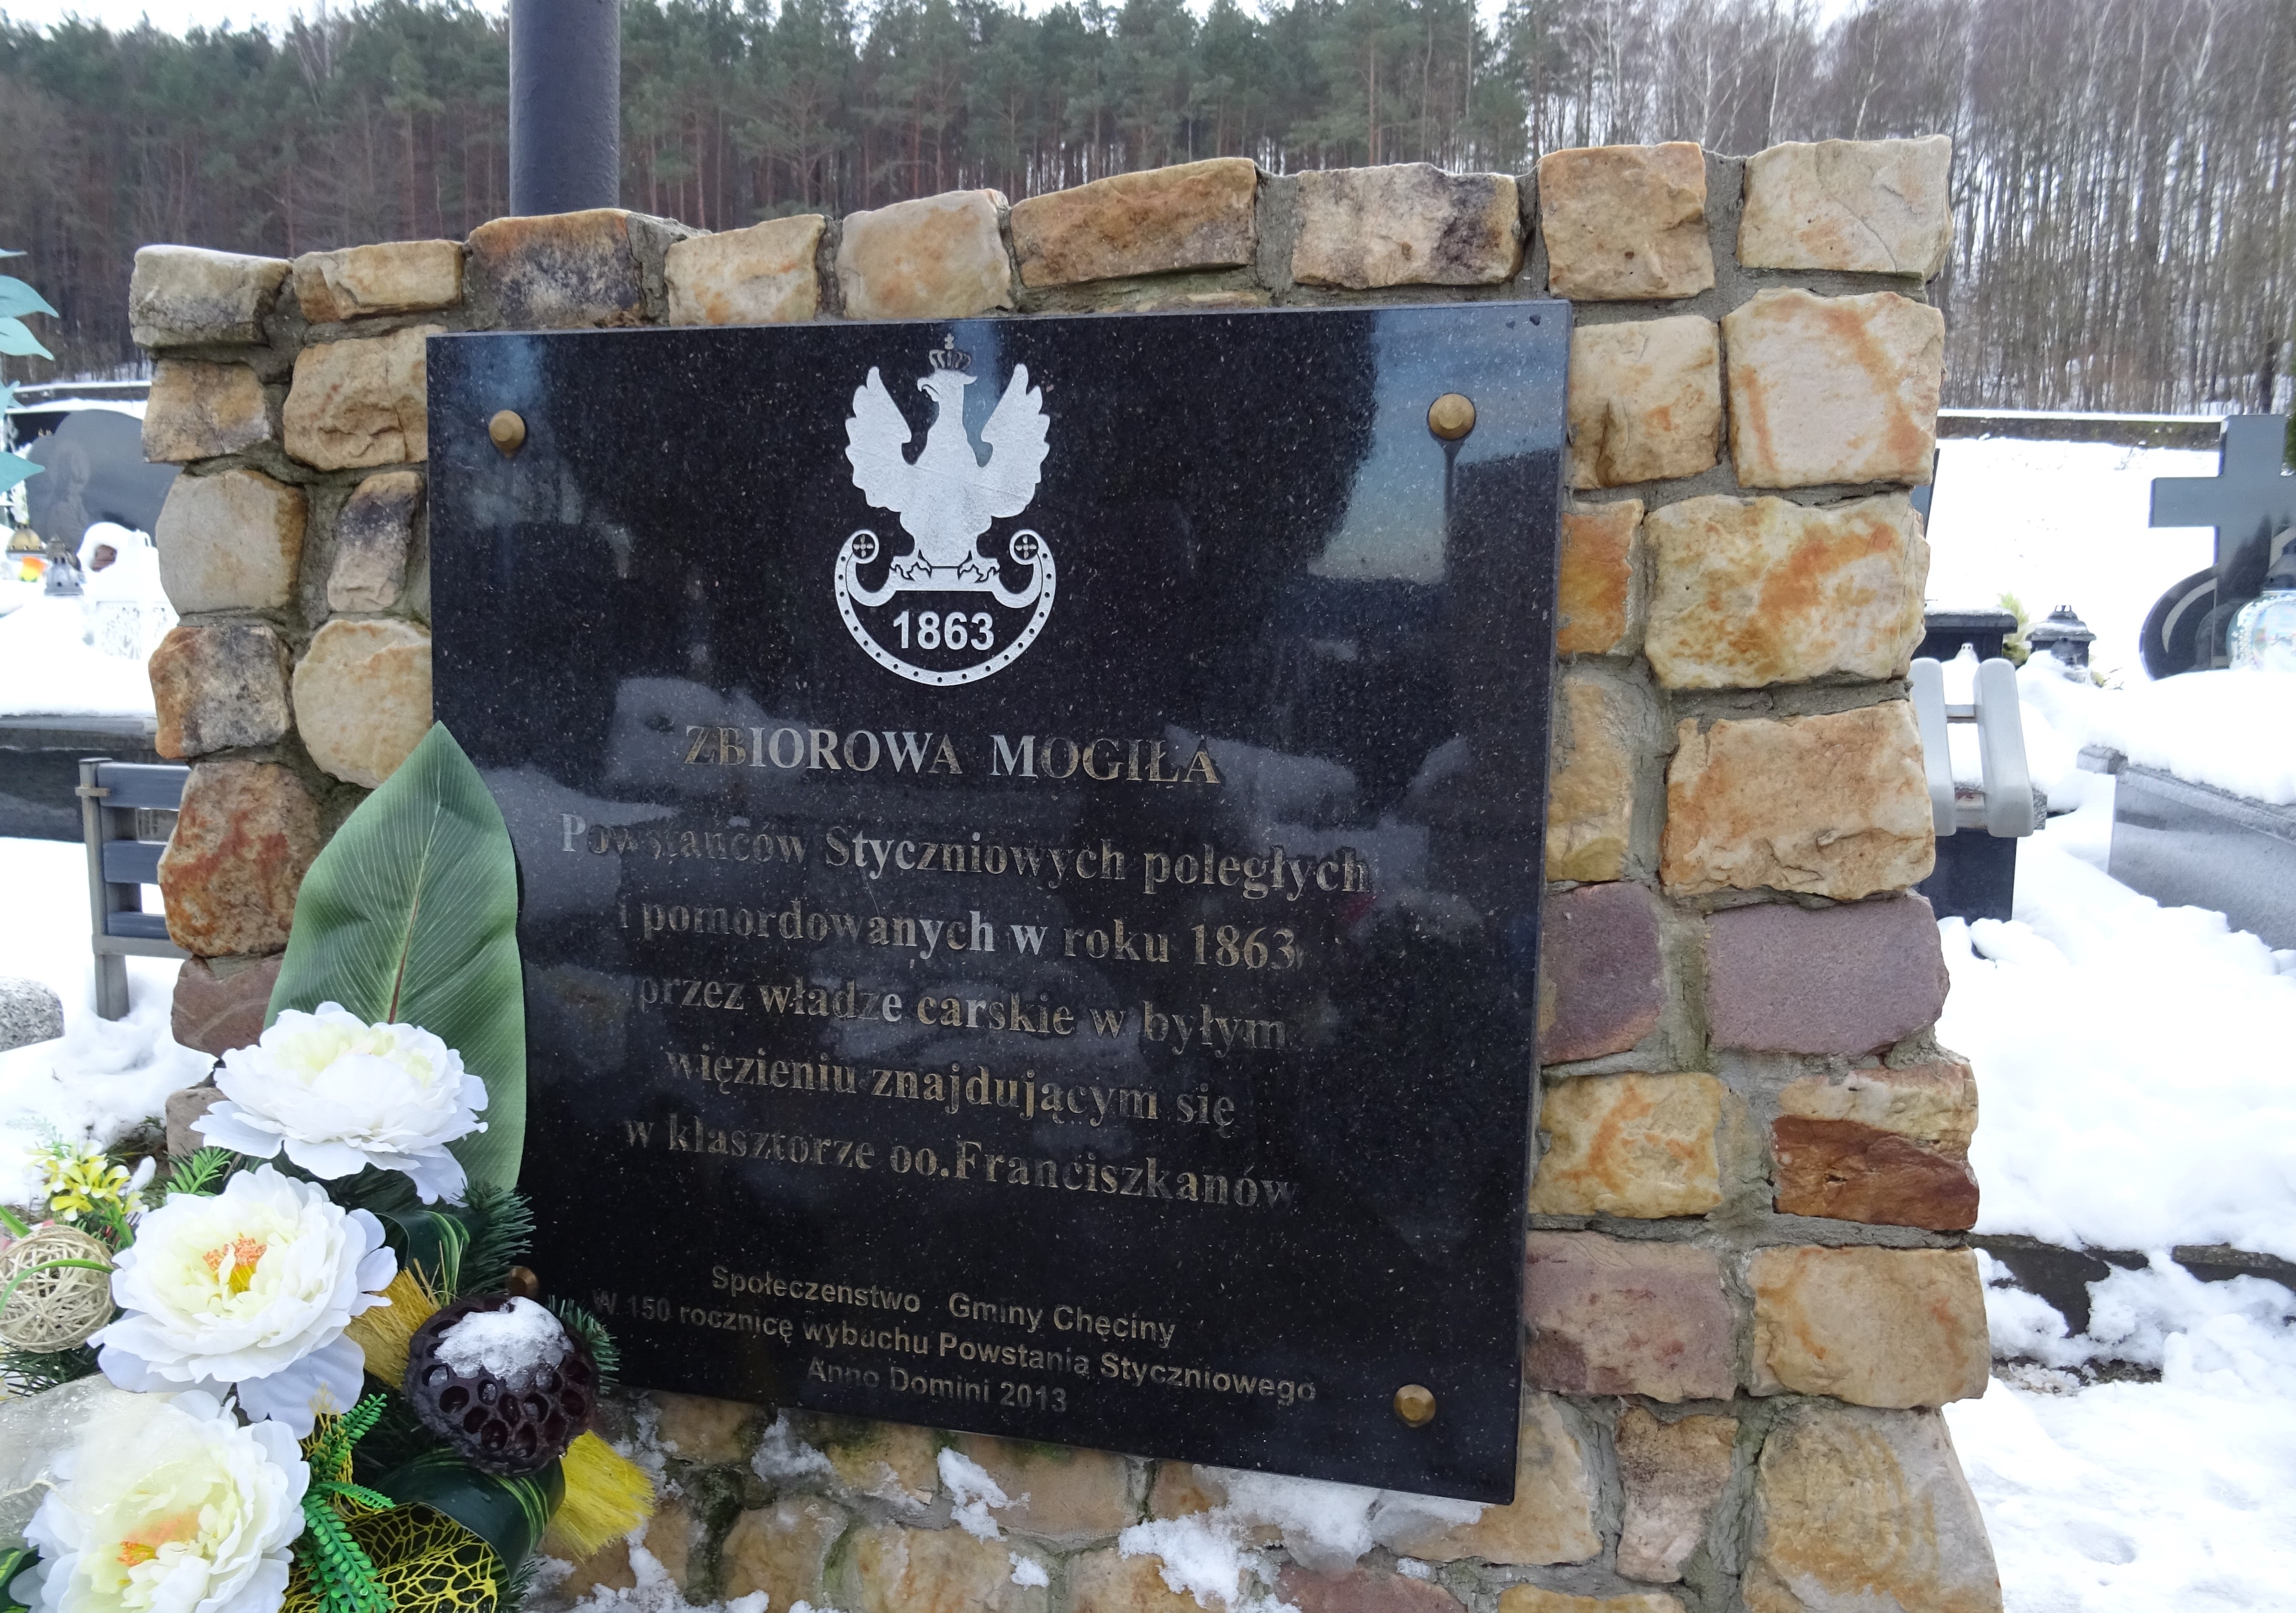 1863
ZBIOROWA MOGIŁA
Powstańców Styczniowych poległych
i pomordowanych w roku 1863
przez władze carskie w byłym
więzieniu znajdującym się
w klasztorze oo.Franciszkanów
Społeczenstwo Gminy Chęciny
W 150 rocznicę wybuchu Powstania Styczniowego
Anno Domini 2013